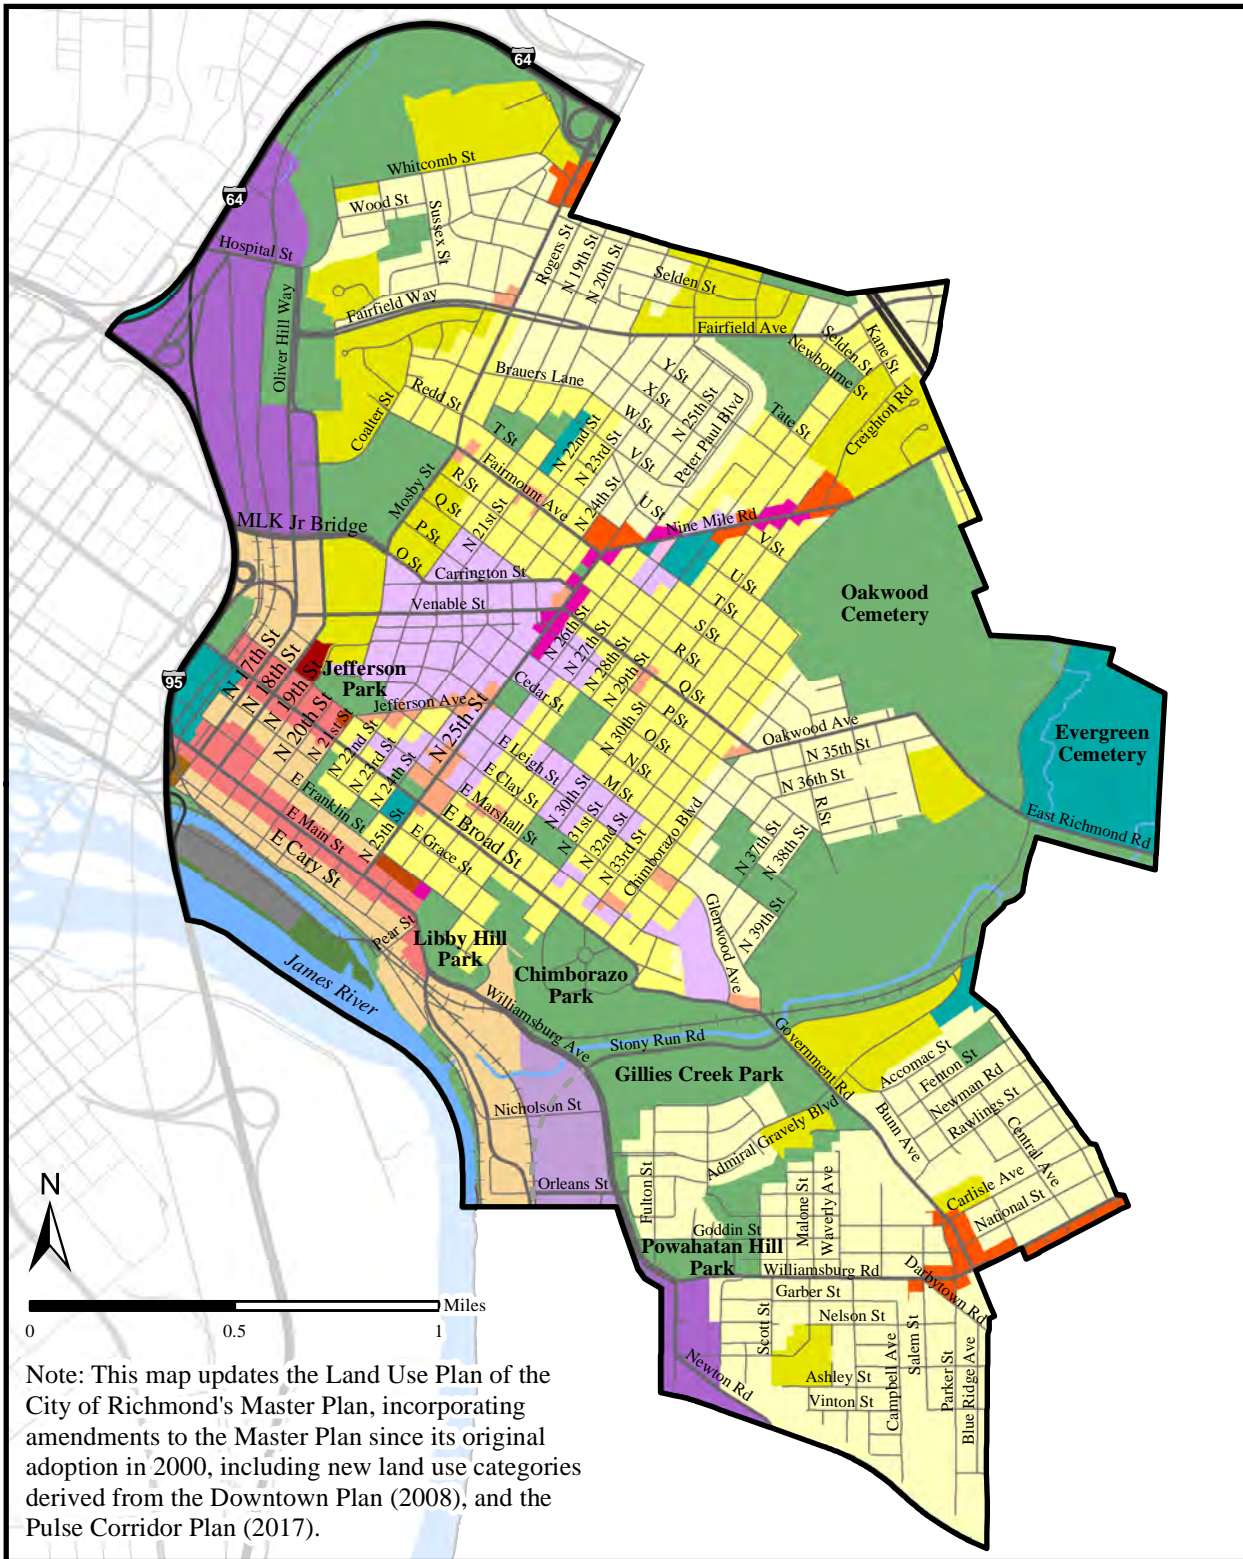 64
Whitcomb St
64
Wood St
Sussex St
Hospital St
Rogers St
N 19th St
N 20th St
Selden St
Oliver Hill Way
Fairfield Way
Fairfield Ave
Selden St
Kane St
Newbourne St
Brauers Lane
Y St
X St
N 25th St
W St
Peter Paul Blvd
Redd St
Coalter St
T St
N 22nd St
N 23rd St
V St
Tate St
Creighton Rd
Mosby St
R St
Fairmount Ave
N 24th St
U St
Q St
N 21st St
P St
O St
Nine Mile Rd
V St
MLK Jr Bridge
Carrington St
U St
Venable St
T St
Oakwood
Cemetery
N 26th St
S St
N 27th St
R St
N 28th St
N 29th St
Q St
N 17th St
N 18th St
N 19th St
Jefferson
Park
Cedar St
95
Jefferson Ave
P St
N 20th St
N 21st St
N 25th St
N 30th St
O St
Oakwood Ave
Evergreen
Cemetery
N 22nd St
N 23rd St
N 24th St
E Leigh St
N St
N 35th St
E Clay St
N 30th St
M St
N 36th St
E Franklin St
E Marshall St
N 31st St
R St
East Richmond Rd
E Main St
N 25th St
E Broad St
N 32nd St
N 33rd St
Chimborazo Blvd
N 37th St
N 38th St
E Cary St
E Grace St
Glenwood Ave
N 39th St
Pear St
Libby Hill
Park
Chimborazo
Park
James River
Williamsburg Ave
Stony Run Rd
Government Rd
Gillies Creek Park
Accomac St
Fenton St
Newman Rd
Rawlings St
Nicholson St
Admiral Gravely Blvd
Bunn Ave
Central Ave
N
Orleans St
Fulton St
Malone St
Waverly Ave
Carlisle Ave
National St
Goddin St
Powahatan Hill
Park
Williamsburg Rd
Darbytown Rd
Garber St
Scott St
Nelson St
Miles
0
0.5
1
Campbell Ave
Salem St
Parker St
Blue Ridge Ave
Newton Rd
Ashley St
Vinton St
Note: This map updates the Land Use Plan of the
City of Richmond's Master Plan, incorporating
amendments to the Master Plan since its original
adoption in 2000, including new land use categories
derived from the Downtown Plan (2008), and the
Pulse Corridor Plan (2017).